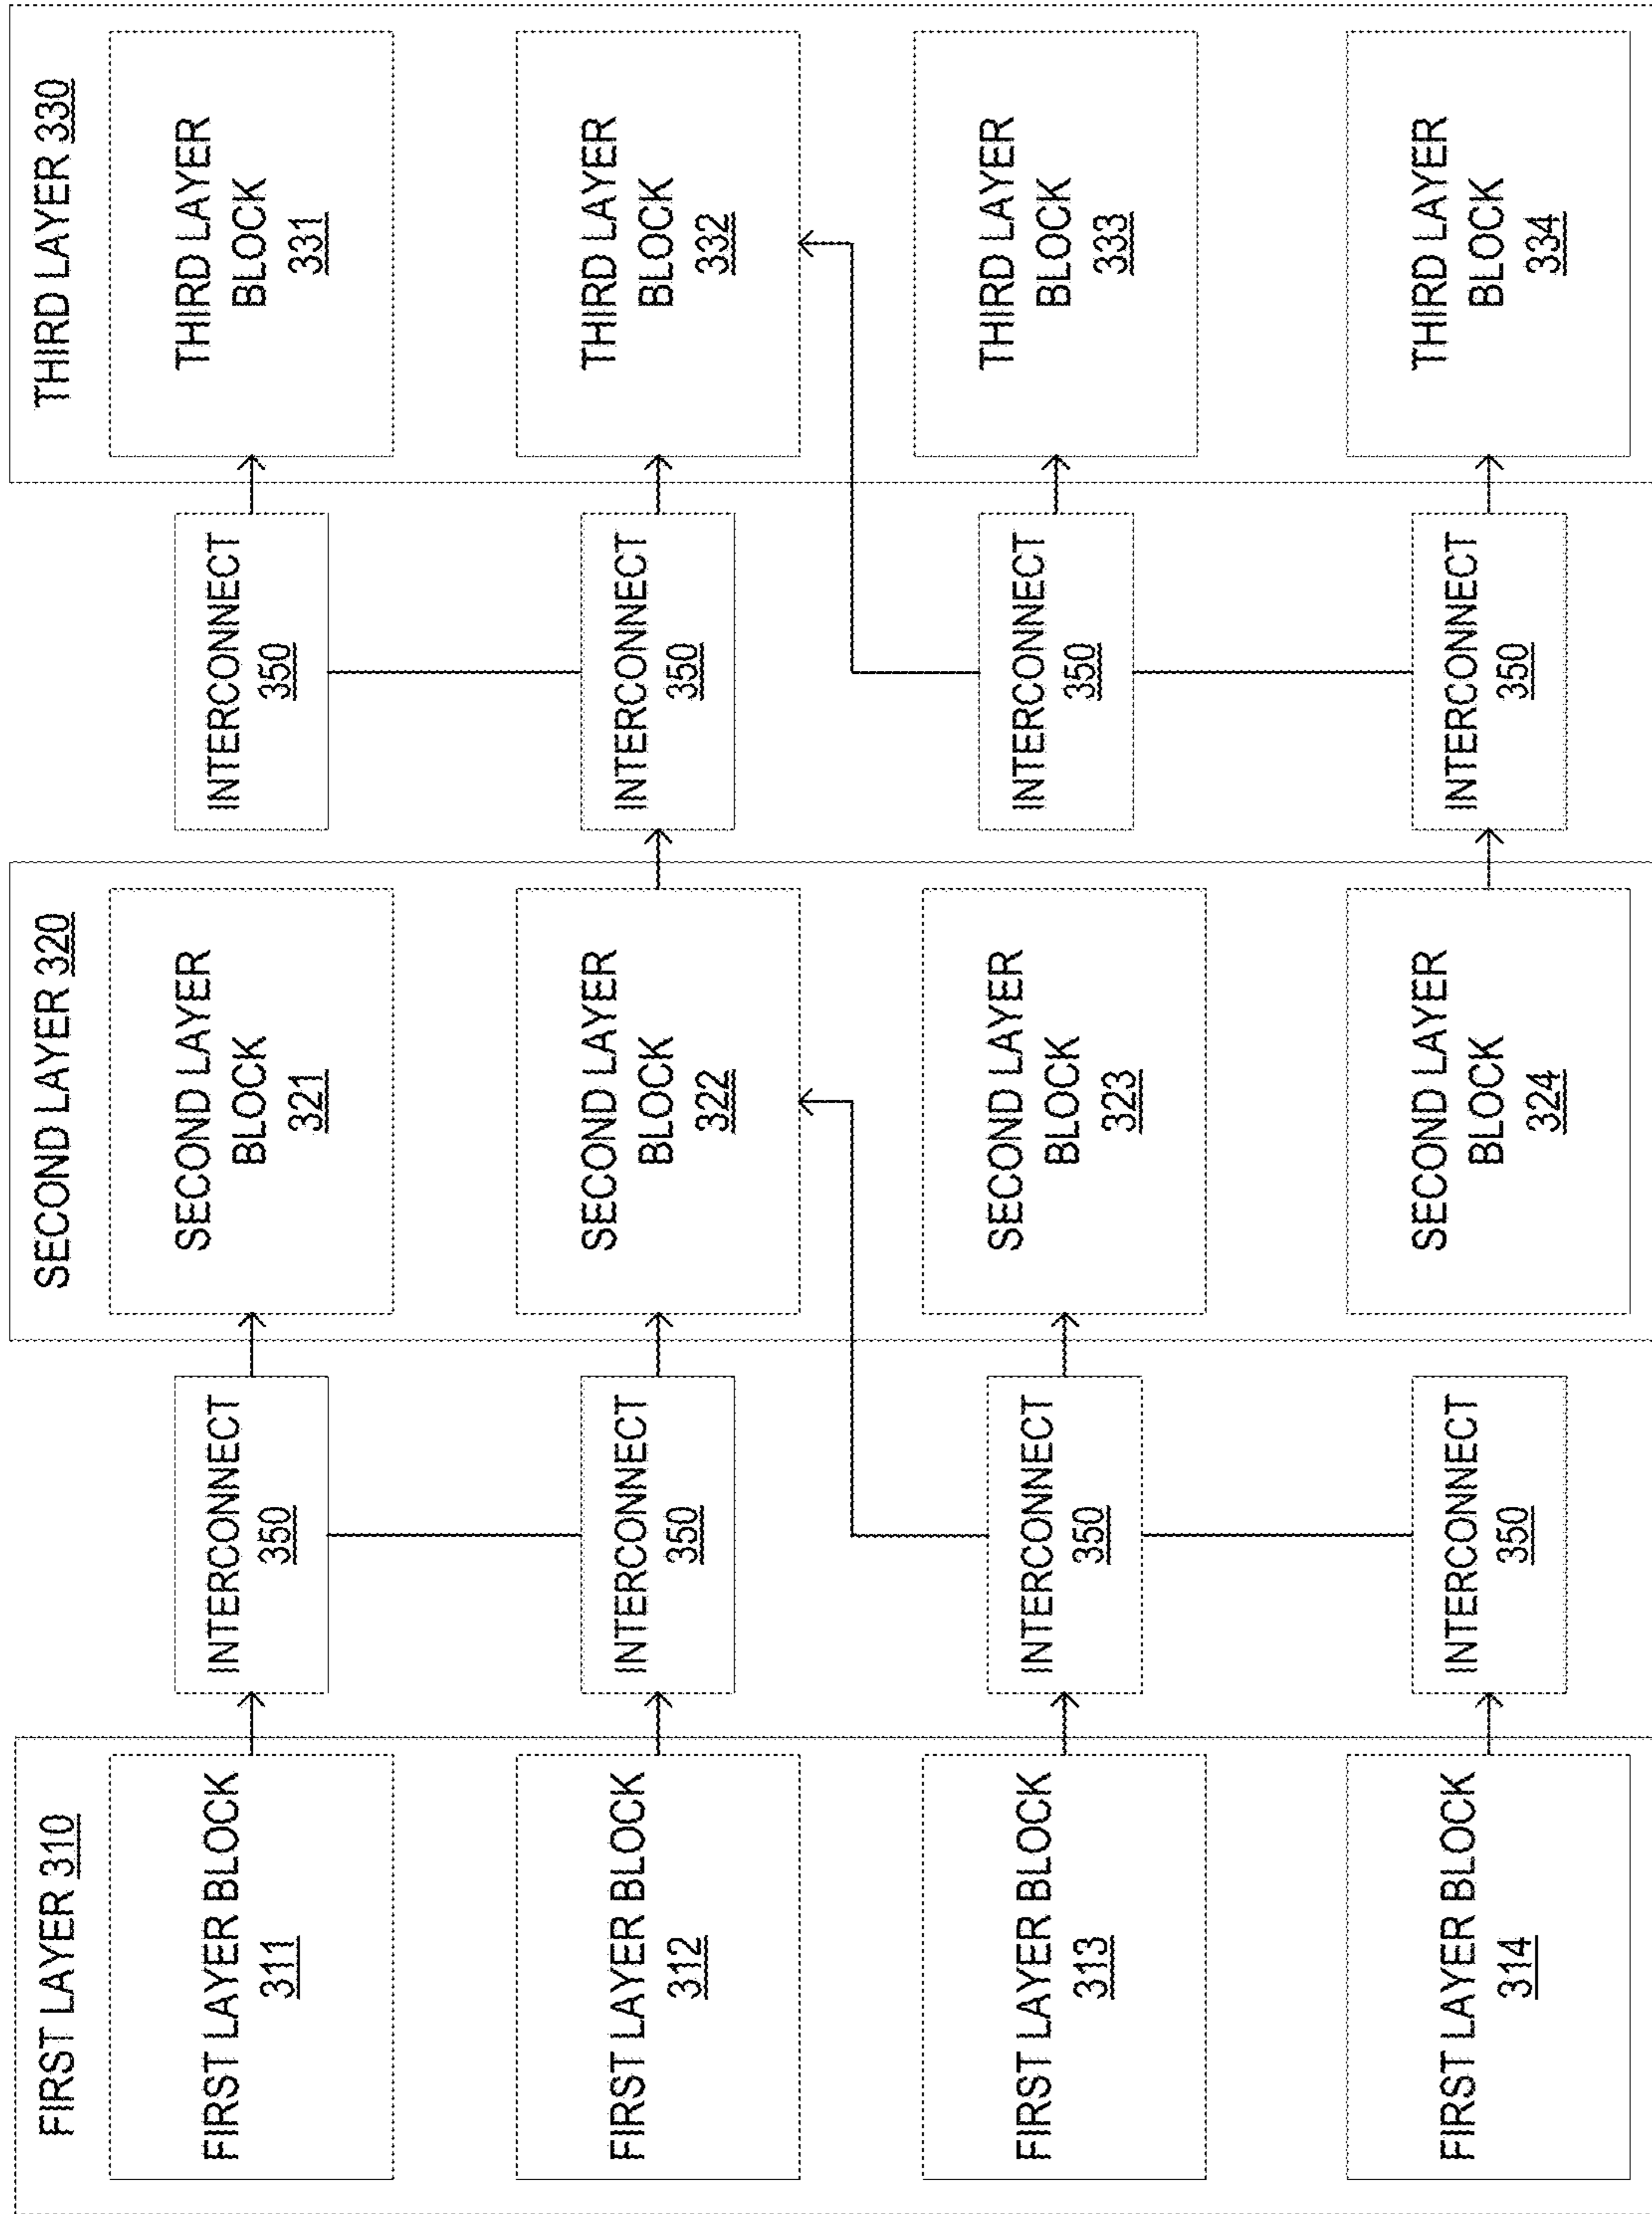 FIRST LAYER 310
FIRST LAYER BLOCK
311
FIRST LAYER BLOCK
312
FIRST LAYER BLOCK
313
FIRST LAYER BLOCK
314
INTERCONNECT
350
INTERCONNECT
350
INTERCONNECT
350
INTERCONNECT
350
SECOND LAYER 320
SECOND LAYER
BLOCK
321
SECOND LAYER
BLOCK
322
SECOND LAYER
BLOCK
323
SECOND LAYER
BLOCK
324
INTERCONNECT
350
INTERCONNECT
350
INTERCONNECT
350
INTERCONNECT
350
THIRD LAYER 330
THIRD LAYER
BLOCK
331
THIRD LAYER
BLOCK
332
THIRD LAYER
BLOCK
333
THIRD LAYER
BLOCK
334